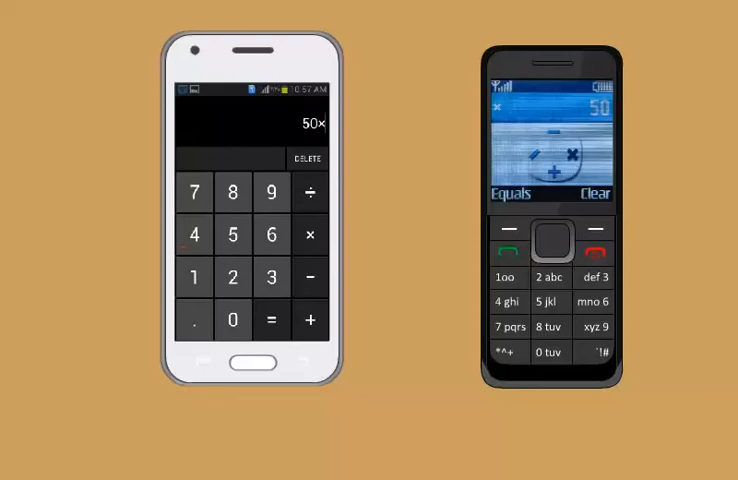 0.57 AM
50×
DELETE
7 8 9 ÷
4 5 6 ×
1 2 3 −
. 0 = +
× 50
− ÷ × +
Equals Clear
1oo 2 abc def 3
4 ghi 5 jkl mno 6
7 pqrs 8 tuv xyz 9
*^+ 0 tuv `!#